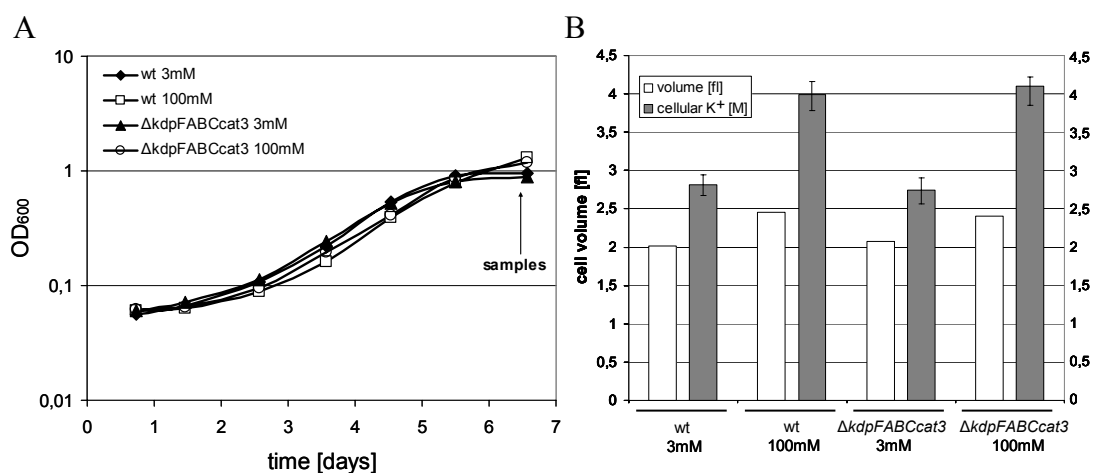 A
10
1
0,1
0,01
OD600
wt 3mM
wt 100mM
ΔkdpFABCcat3 3mM
ΔkdpFABCcat3 100mM
samples
0 1 2 3 4 5 6 7
time [days]
B
4,5
4
3,5
3
2,5
2
1,5
1
0,5
0
cell volume [fl]
volume [fl]
cellular K+ [M]
4,5
4
3,5
3
2,5
2
1,5
1
0,5
0
wt
3mM
wt
100mM
ΔkdpFABCcat3
3mM
ΔkdpFABCcat3
100mM